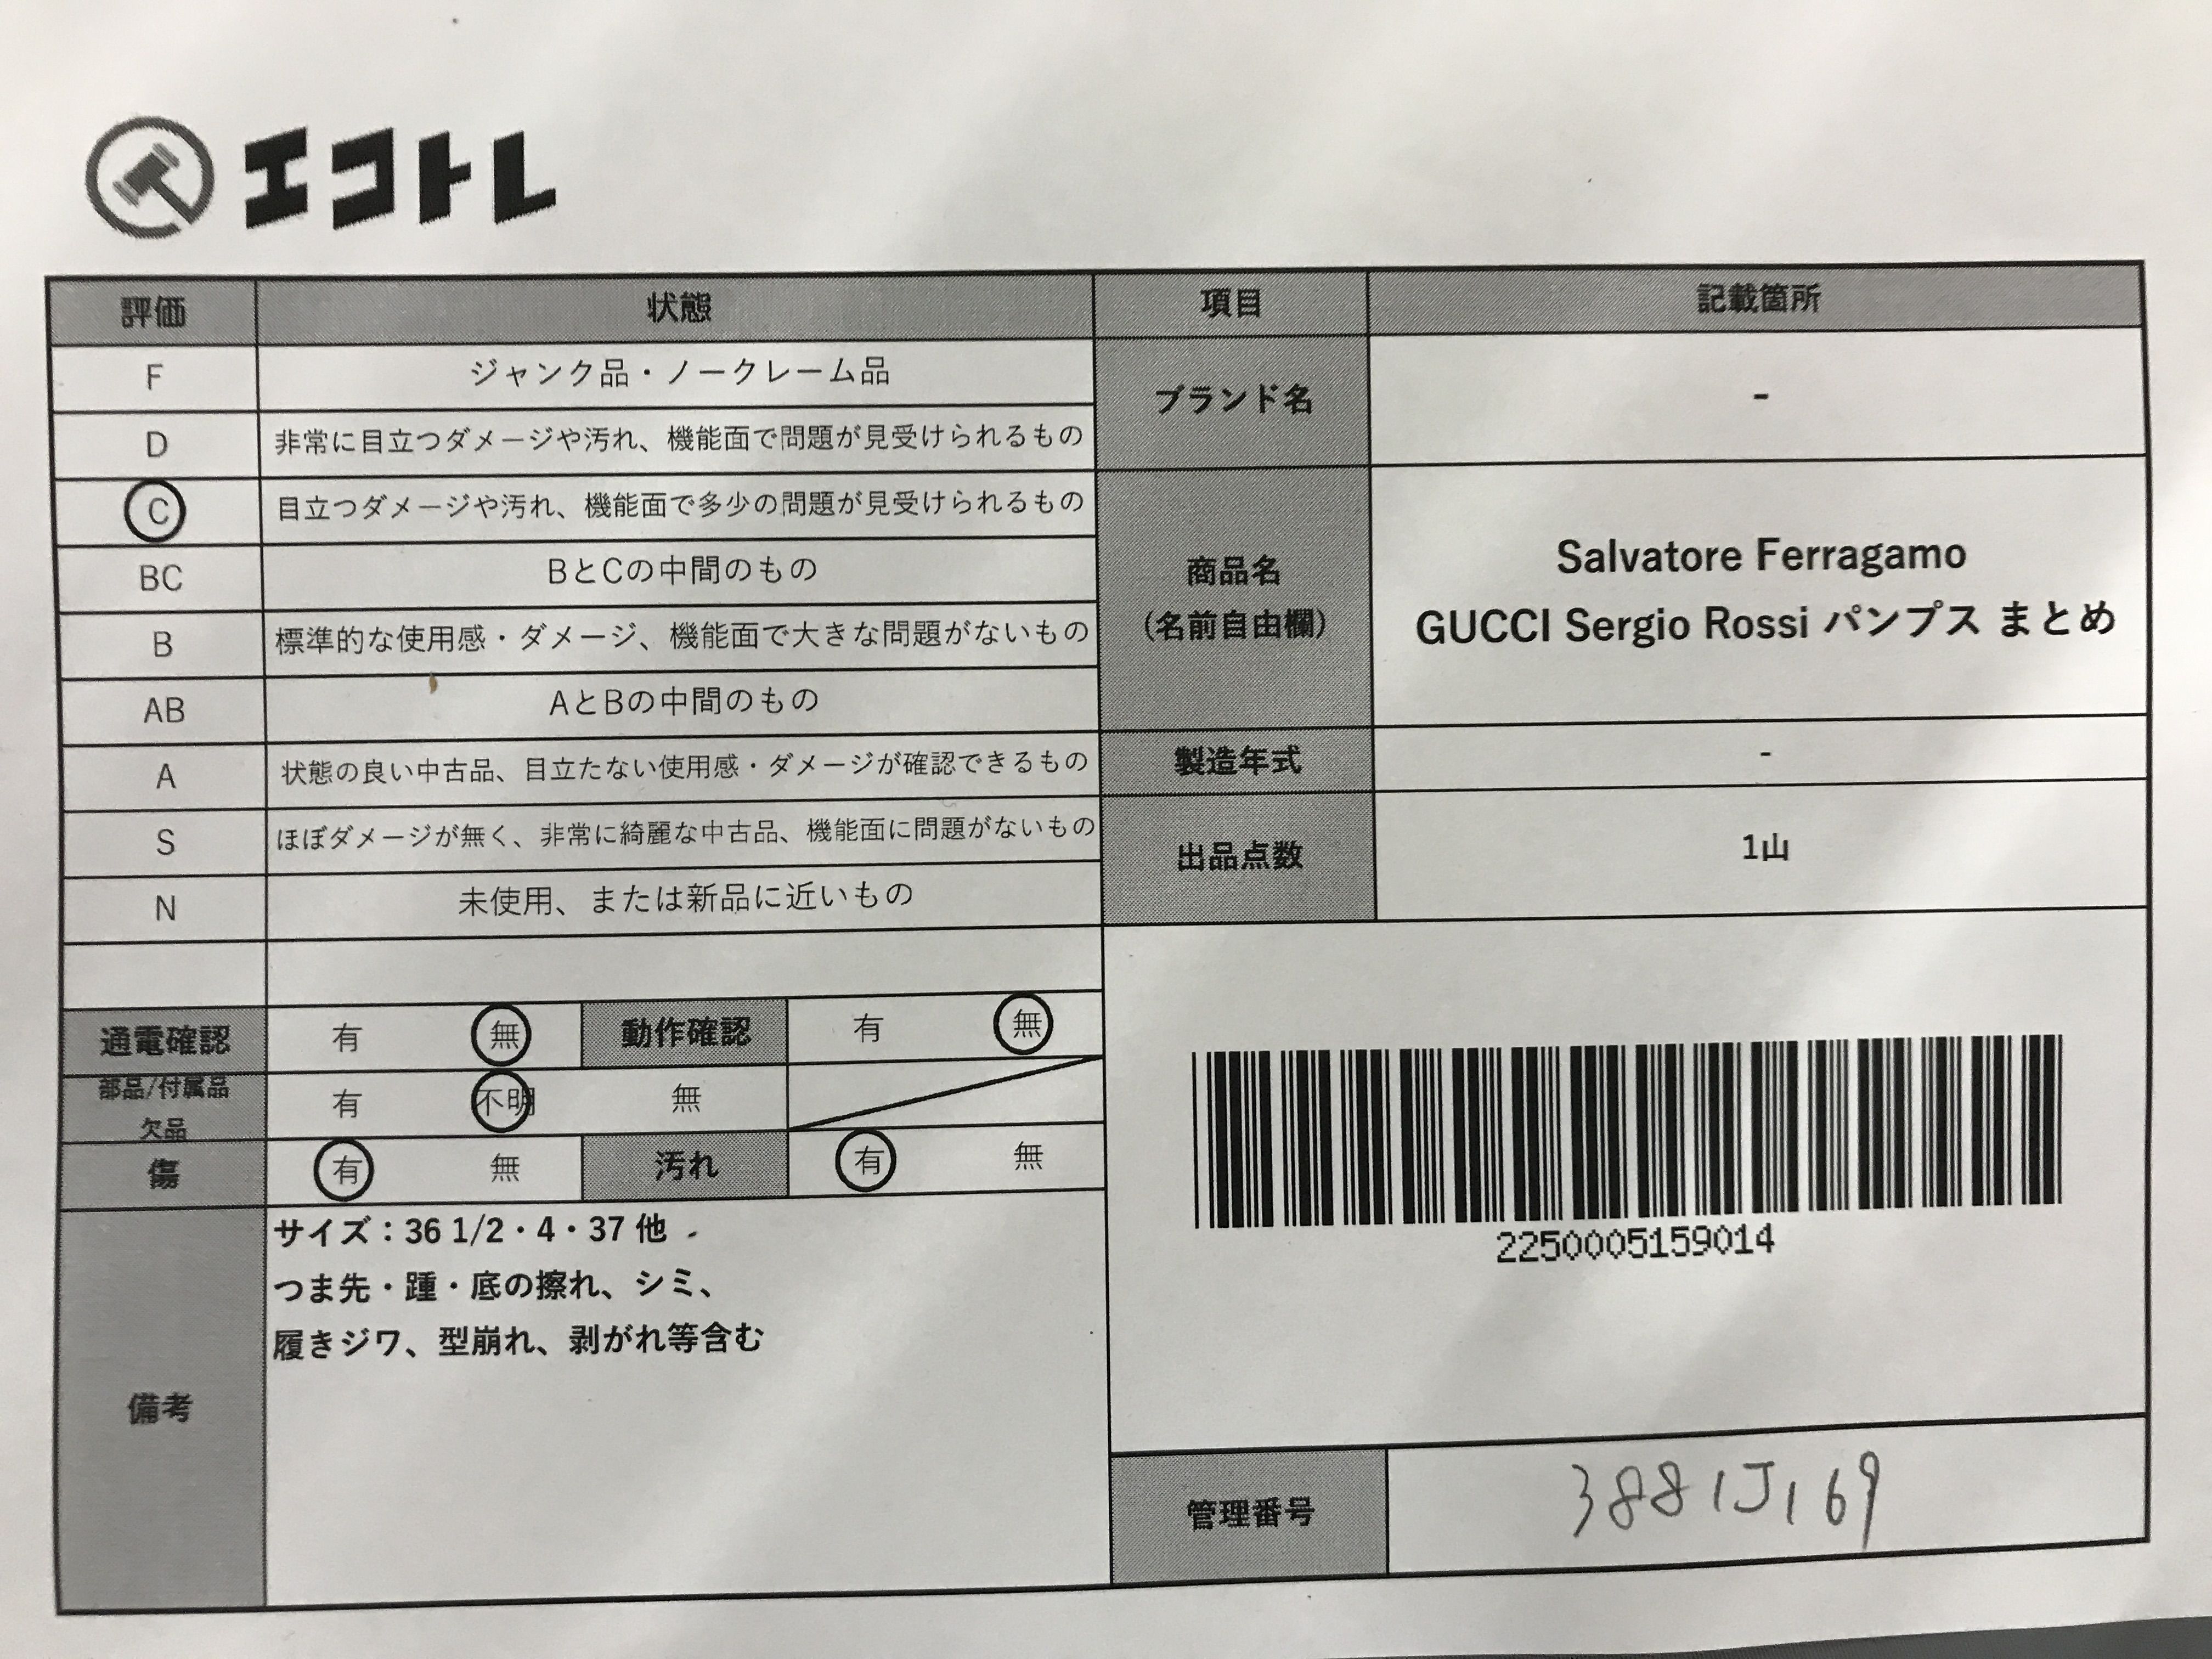 エコトレ
評価 状態 項目 記載箇所
F ジャンク品・ノークレーム品
ブランド名 -
D 非常に目立つダメージや汚れ、機能面で問題が見受けられるもの
C 目立つダメージや汚れ、機能面で多少の問題が見受けられるもの
商品名
(名前自由欄)
Salvatore Ferragamo
GUCCI Sergio Rossi パンプス まとめ
BC BとCの中間のもの
B 標準的な使用感・ダメージ、機能面で大きな問題がないもの
AB AとBの中間のもの
A 状態の良い中古品、目立たない使用感・ダメージが確認できるもの
製造年式 -
S ほぼダメージが無く、非常に綺麗な中古品、機能面に問題がないもの
出品点数 1山
N 未使用、または新品に近いもの
通電確認 有 無 動作確認 有 無
部品/付属品
欠品
有 不明 無
傷 有 無 汚れ 有 無
2250005159014
備考
サイズ：36 1/2・4・37 他
つま先・踵・底の擦れ、シミ、
履きジワ、型崩れ、剥がれ等含む
管理番号 3881J169